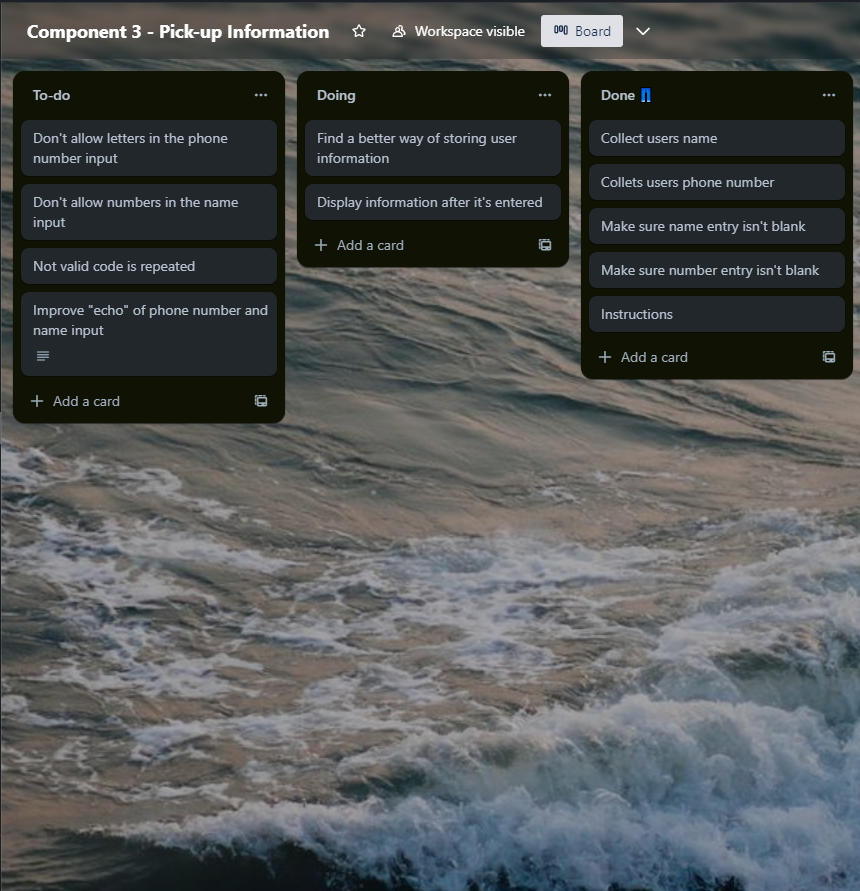 Component 3 - Pick-up Information
Workspace visible
Board
To-do
Don't allow letters in the phone
number input
Don't allow numbers in the name
input
Not valid code is repeated
Improve "echo" of phone number and
name input
Add a card
Doing
Find a better way of storing user
information
Display information after it's entered
Add a card
Done
Collect users name
Collets users phone number
Make sure name entry isn't blank
Make sure number entry isn't blank
Instructions
Add a card